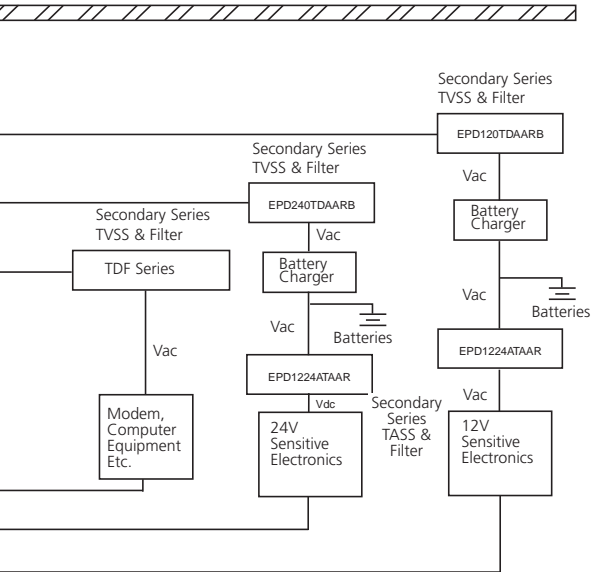 Secondary Series
TVSS & Filter
EPD120TDAARB
Vac
Battery
Charger
Vac
Batteries
EPD1224ATAAR
Vac
12V
Sensitive
Electronics
Secondary Series
TVSS & Filter
EPD240TDAARB
Vac
Battery
Charger
Vac
Batteries
EPD1224ATAAR
Vdc
24V
Sensitive
Electronics
Secondary
Series
TASS &
Filter
Secondary Series
TVSS & Filter
TDF Series
Vac
Modem,
Computer
Equipment
Etc.